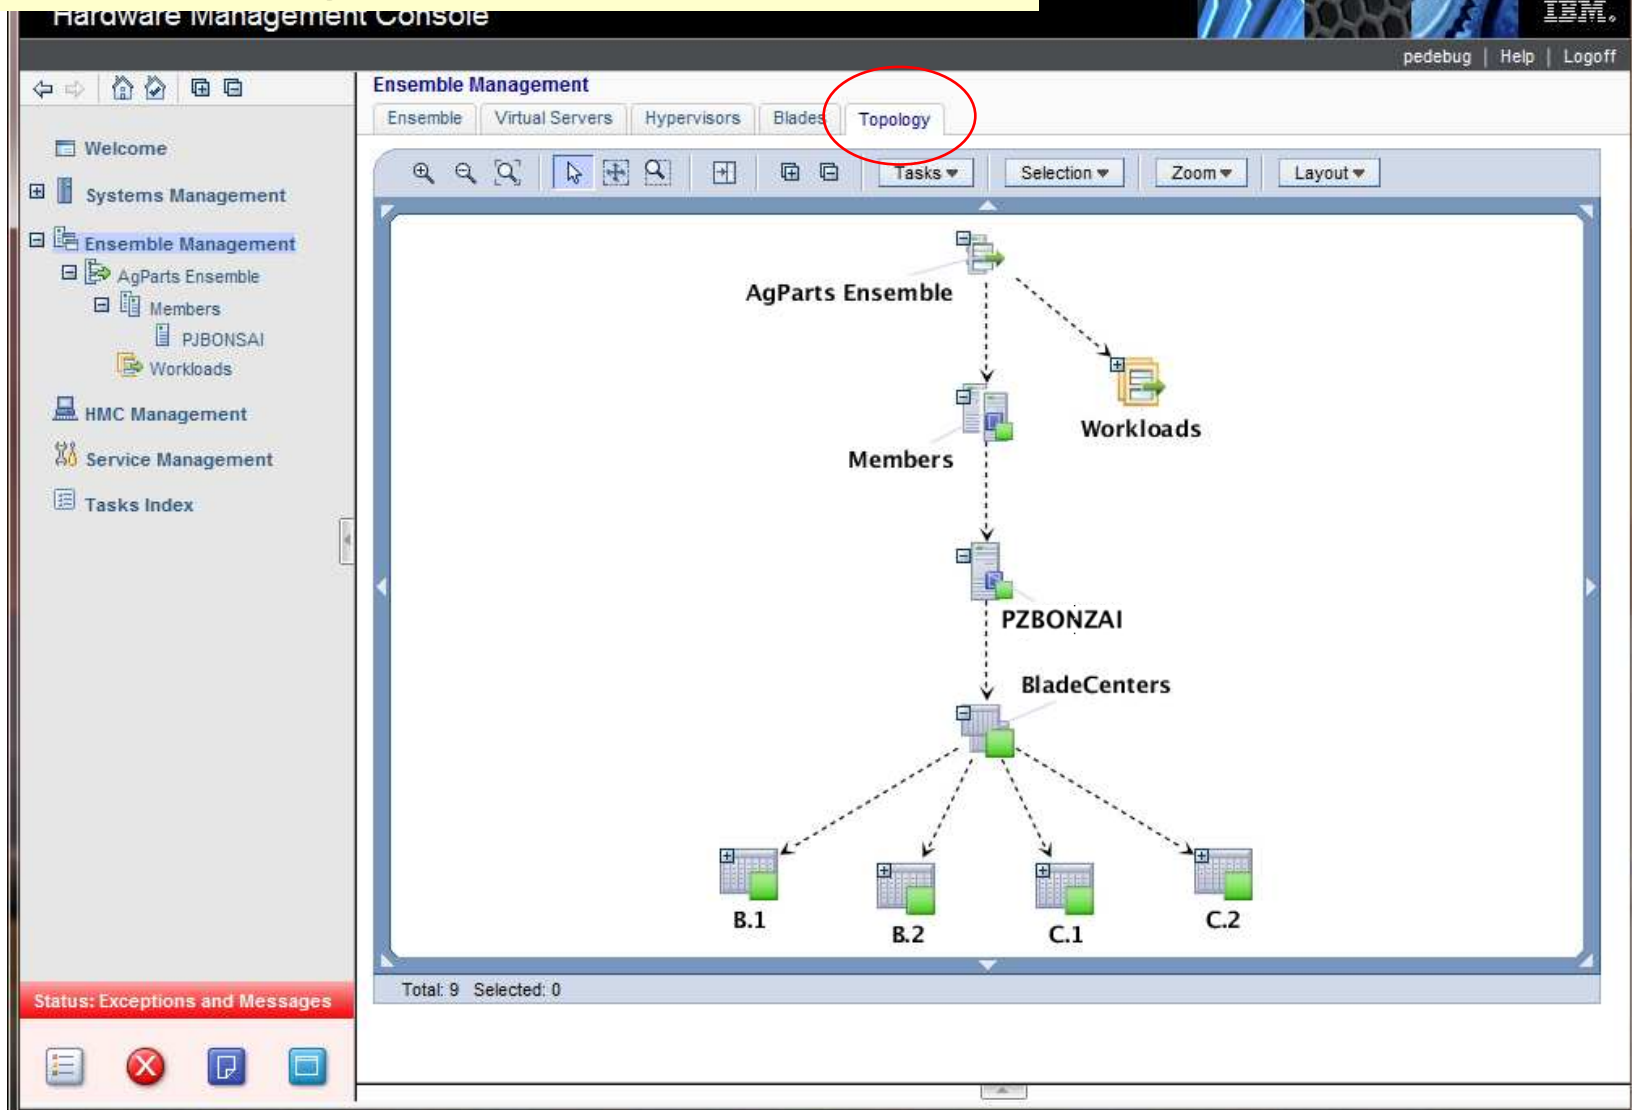 Hardware Management Console
IBM.
pedebug | Help | Logoff
Ensemble Management
Ensemble Virtual Servers Hypervisors Blades Topology
Tasks Selection Zoom Layout
Welcome
Systems Management
Ensemble Management
AgParts Ensemble
Members
PJBONSAI
Workloads
HMC Management
Service Management
Tasks Index
AgParts Ensemble
Workloads
Members
PZBONZAI
BladeCenters
B.1
B.2
C.1
C.2
Total: 9 Selected: 0
Status: Exceptions and Messages